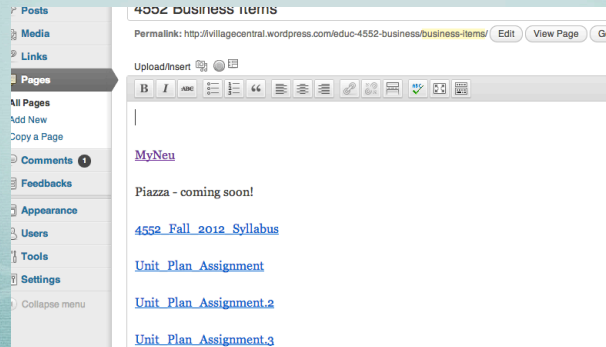 Posts
Media
Links
Pages
All Pages
Add New
Copy a Page
Comments 1
Feedbacks
Appearance
Users
Tools
Settings
Collapse menu
4552 Business Items
Permalink: http://ivillagecentral.wordpress.com/educ-4552-business/business-items/ Edit View Page
Upload/Insert
B I ABC
MyNeu
Piazza - coming soon!
4552_Fall_2012_Syllabus
Unit_Plan_Assignment
Unit_Plan_Assignment.2
Unit_Plan_Assignment.3